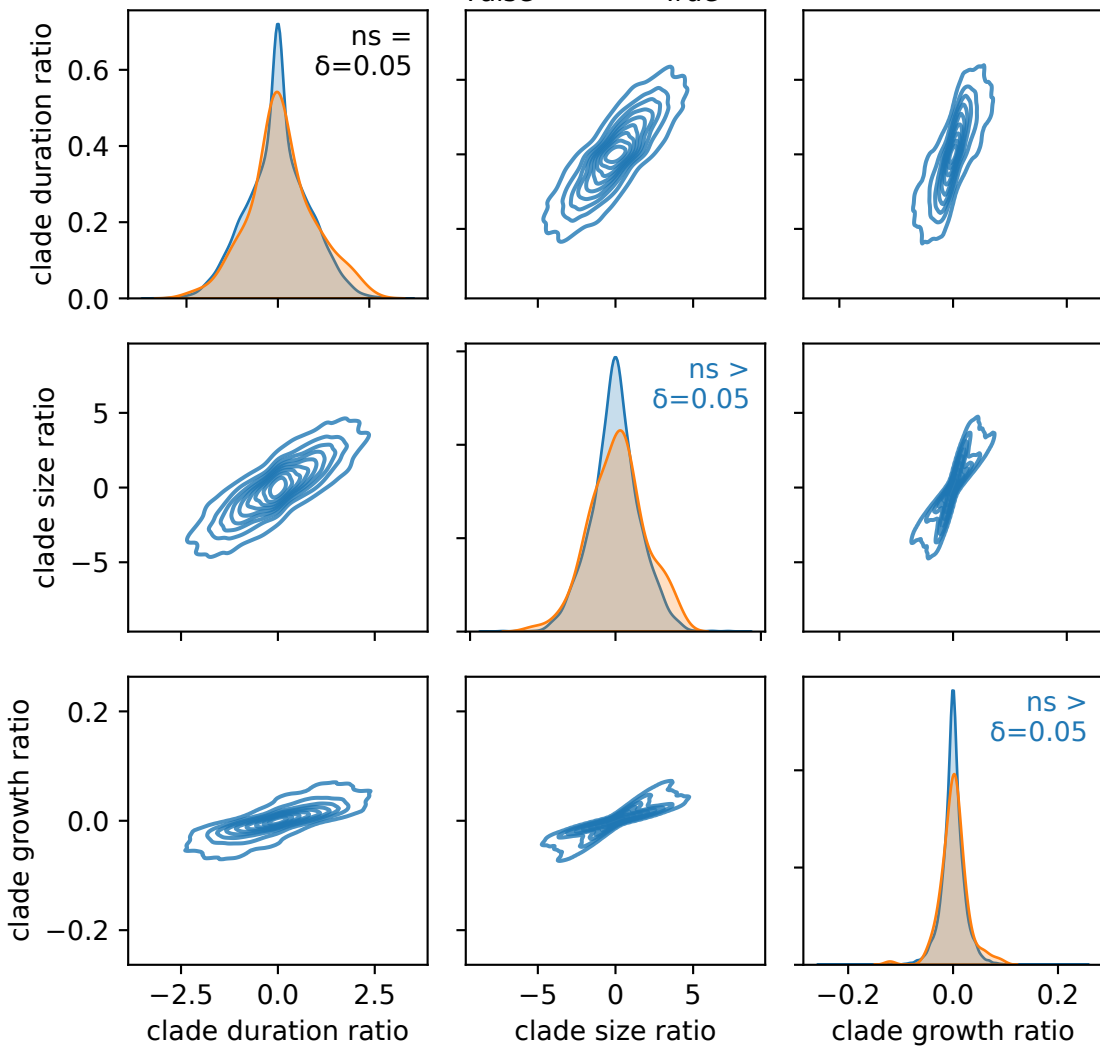 ns =
δ=0.05
clade duration ratio
0.6
0.4
0.2
0.0
ns >
δ=0.05
clade size ratio
5
0
−5
ns >
δ=0.05
clade growth ratio
0.2
0.0
−0.2
−2.5 0.0 2.5
−5 0 5
−0.2 0.0 0.2
clade duration ratio
clade size ratio
clade growth ratio